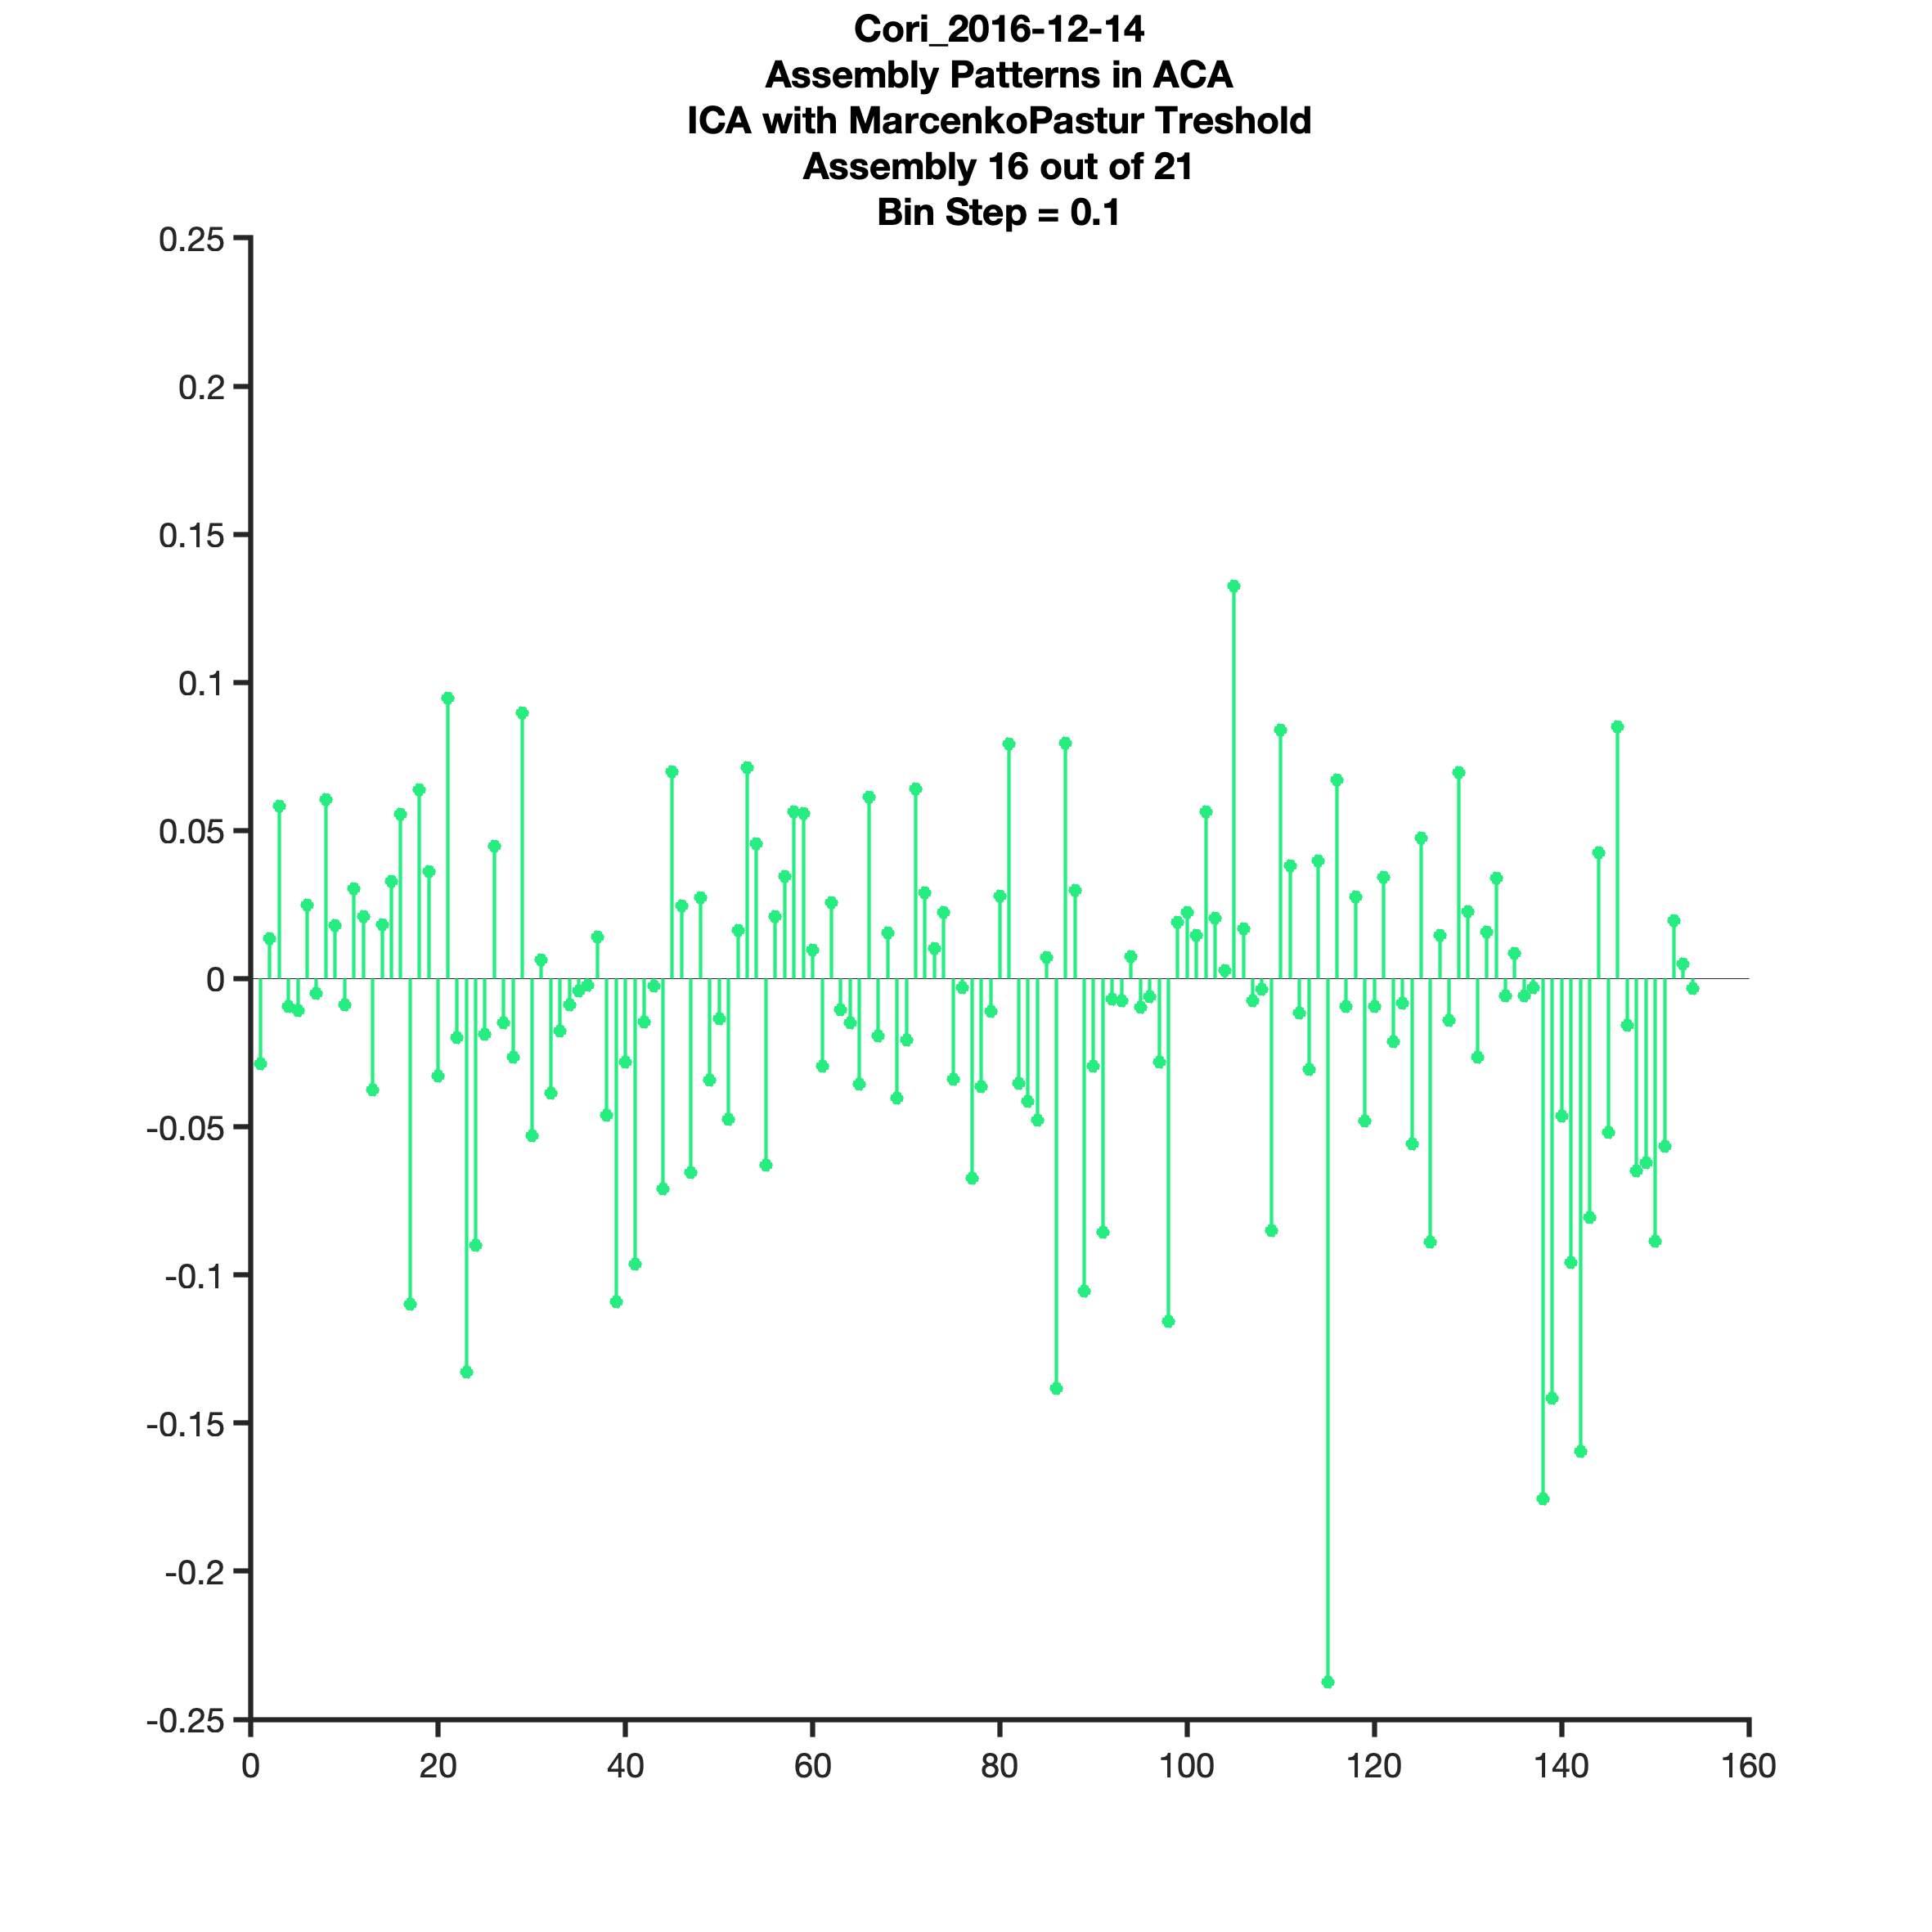 Cori_2016-12-14
Assembly Patterns in ACA
ICA with MarcenkoPastur Treshold
Assembly 16 out of 21
Bin Step = 0.1
0.25
0.2
0.15
0.1
0.05
0
-0.05
-0.1
-0.15
-0.2
-0.25
0 20 40 60 80 100 120 140 160